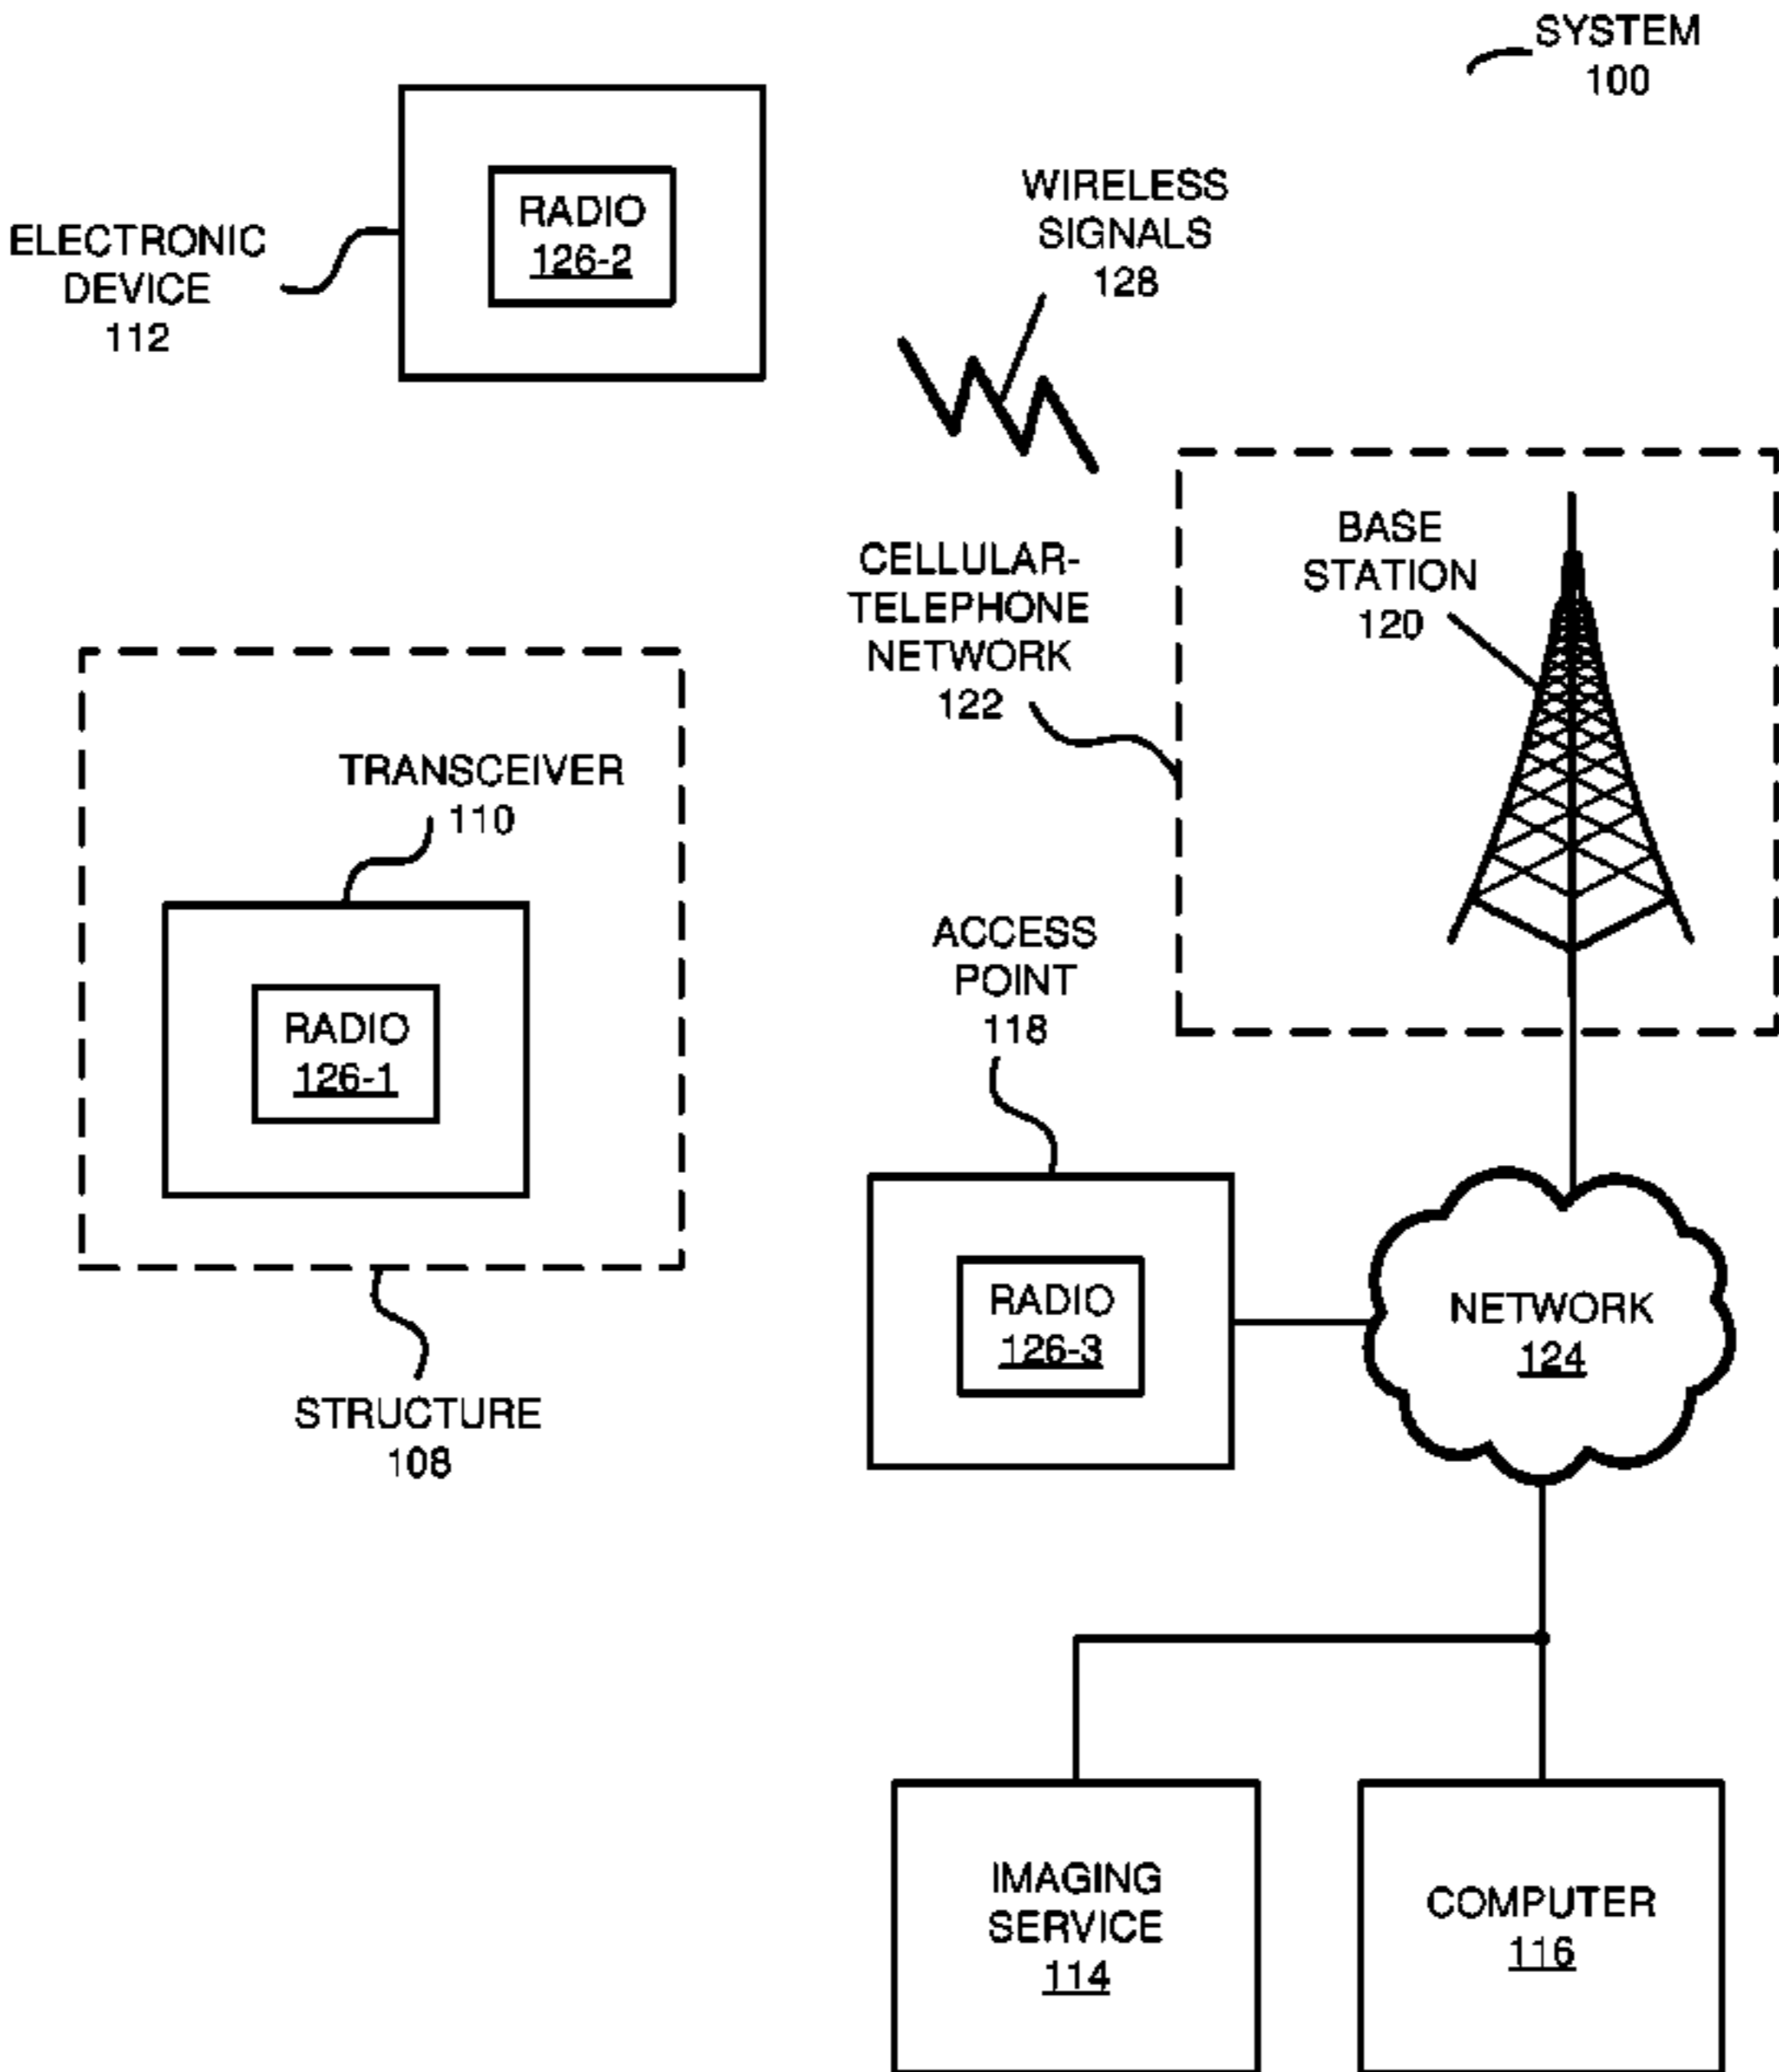 SYSTEM
100
RADIO
126-2
ELECTRONIC
DEVICE
112
WIRELESS
SIGNALS
128
CELLULAR-
TELEPHONE
NETWORK
122
BASE
STATION
120
TRANSCEIVER
110
RADIO
126-1
STRUCTURE
108
ACCESS
POINT
118
RADIO
126-3
NETWORK
124
IMAGING
SERVICE
114
COMPUTER
116